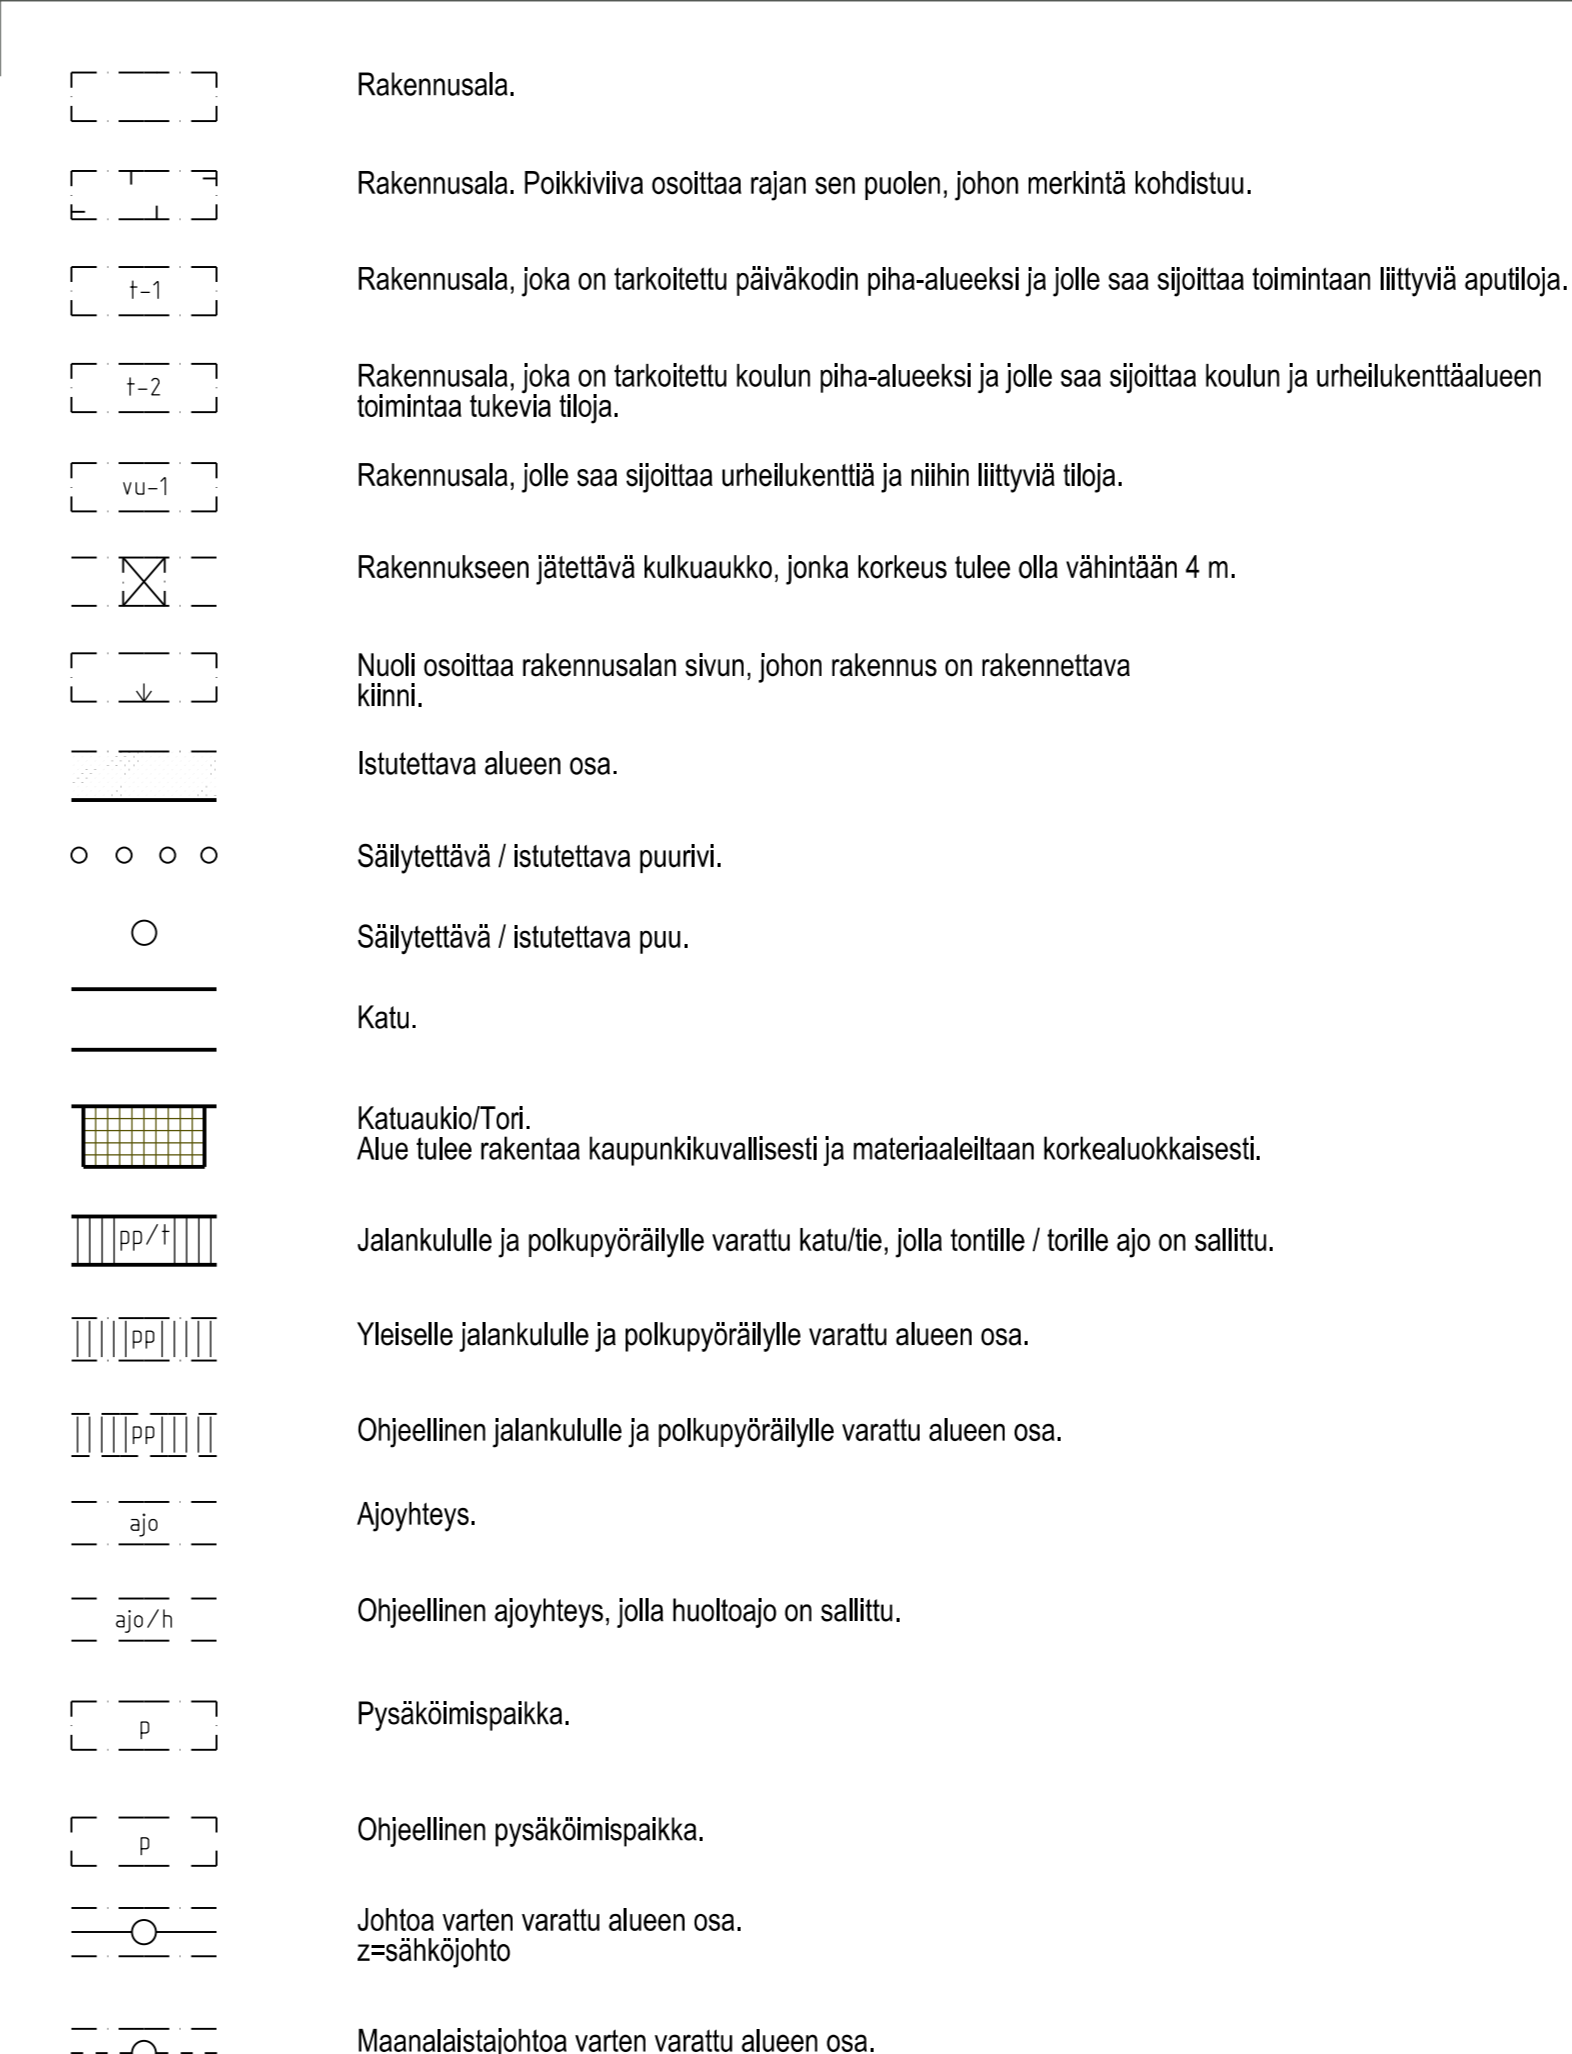 Rakennusala.
Rakennusala. Poikkiviiva osoittaa rajan sen puolen, johon merkintä kohdistuu.
t-1 Rakennusala, joka on tarkoitettu päiväkodin piha-alueeksi ja jolle saa sijoittaa toimintaan liittyviä aputiloja.
t-2 Rakennusala, joka on tarkoitettu koulun piha-alueeksi ja jolle saa sijoittaa koulun ja urheilukenttäalueen
toimintaa tukevia tiloja.
vu-1 Rakennusala, jolle saa sijoittaa urheilukenttiä ja niihin liittyviä tiloja.
Rakennukseen jätettävä kulkuaukko, jonka korkeus tulee olla vähintään 4 m.
Nuoli osoittaa rakennusalan sivun, johon rakennus on rakennettava
kiinni.
Istutettava alueen osa.
Säilytettävä / istutettava puurivi.
Säilytettävä / istutettava puu.
Katu.
Katuaukio/Tori.
Alue tulee rakentaa kaupunkikuvallisesti ja materiaaleiltaan korkealuokkaisesti.
pp/t Jalankululle ja polkupyöräilylle varattu katu/tie, jolla tontille / torille ajo on sallittu.
pp Yleiselle jalankululle ja polkupyöräilylle varattu alueen osa.
pp Ohjeellinen jalankululle ja polkupyöräilylle varattu alueen osa.
ajo Ajoyhteys.
ajo/h Ohjeellinen ajoyhteys, jolla huoltoajo on sallittu.
p Pysäköimispaikka.
p Ohjeellinen pysäköimispaikka.
Johtoa varten varattu alueen osa.
z=sähköjohto
Maanalaistajohtoa varten varattu alueen osa.